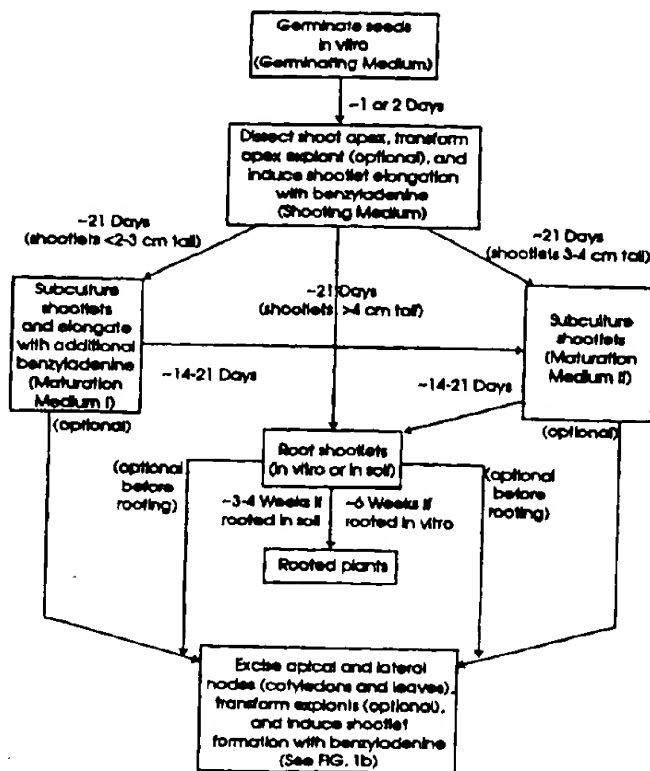 Germinate seeds
in vitro
(Germinating Medium)
~1 or 2 Days
Dissect shoot apex, transform
apex explant (optional), and
induce shootlet elongation
with benzyladenine
(Shooting Medium)
~21 Days
(shootlets <2-3 cm tall)
~21 Days
(shootlets >4 cm tall)
~21 Days
(shootlets 3-4 cm tall)
Subculture
shootlets
and elongate
with additional
benzyladenine
(Maturation
Medium I)
Subculture
shootlets
(Maturation
Medium II)
~14-21 Days
~14-21 Days
(optional)
(optional)
Root shootlets
(in vitro or in soil)
(optional
before
rooting)
(optional
before
rooting)
~3-4 Weeks if
rooted in soil
~6 Weeks if
rooted in vitro
Rooted plants
Excise apical and lateral
nodes (cotyledons and leaves),
transform explants (optional),
and induce shootlet
formation with benzyladenine
(See FIG. 1b)